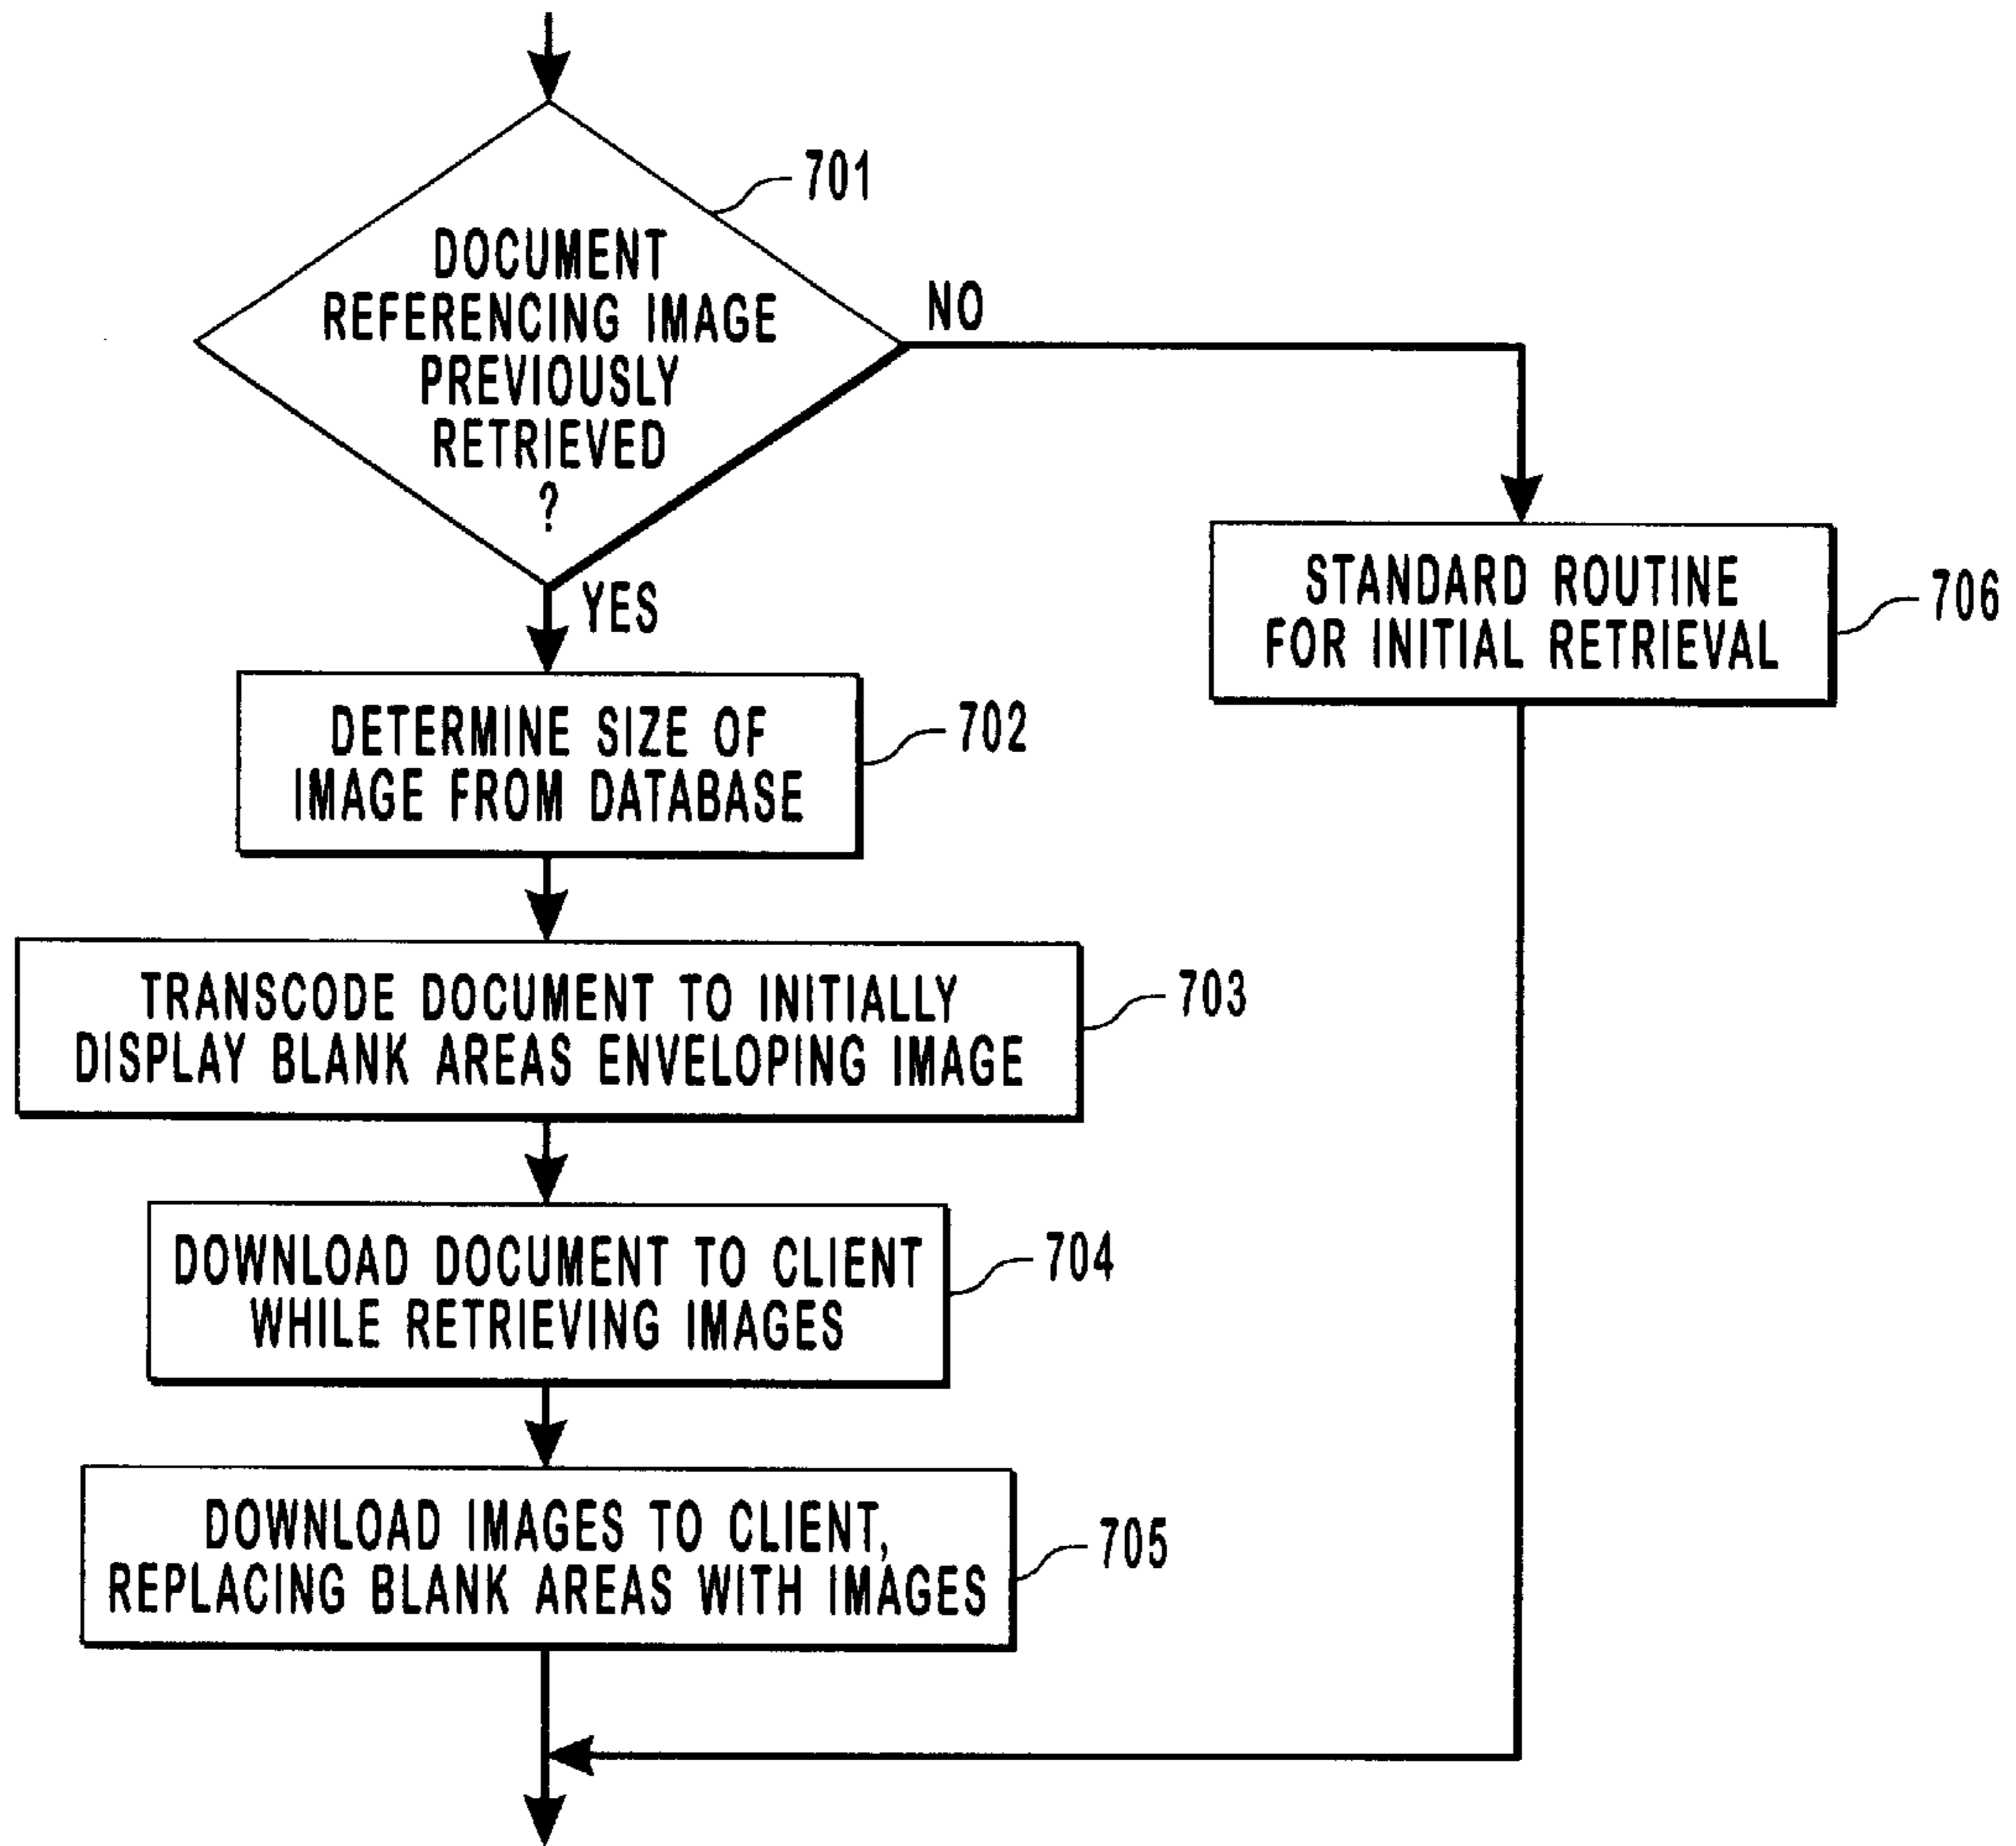 701
DOCUMENT
REFERENCING IMAGE
PREVIOUSLY
RETRIEVED
?
NO
YES
STANDARD ROUTINE
FOR INITIAL RETRIEVAL
706
DETERMINE SIZE OF
IMAGE FROM DATABASE
702
TRANSCODE DOCUMENT TO INITIALLY
DISPLAY BLANK AREAS ENVELOPING IMAGE
703
DOWNLOAD DOCUMENT TO CLIENT
WHILE RETRIEVING IMAGES
704
DOWNLOAD IMAGES TO CLIENT,
REPLACING BLANK AREAS WITH IMAGES
705